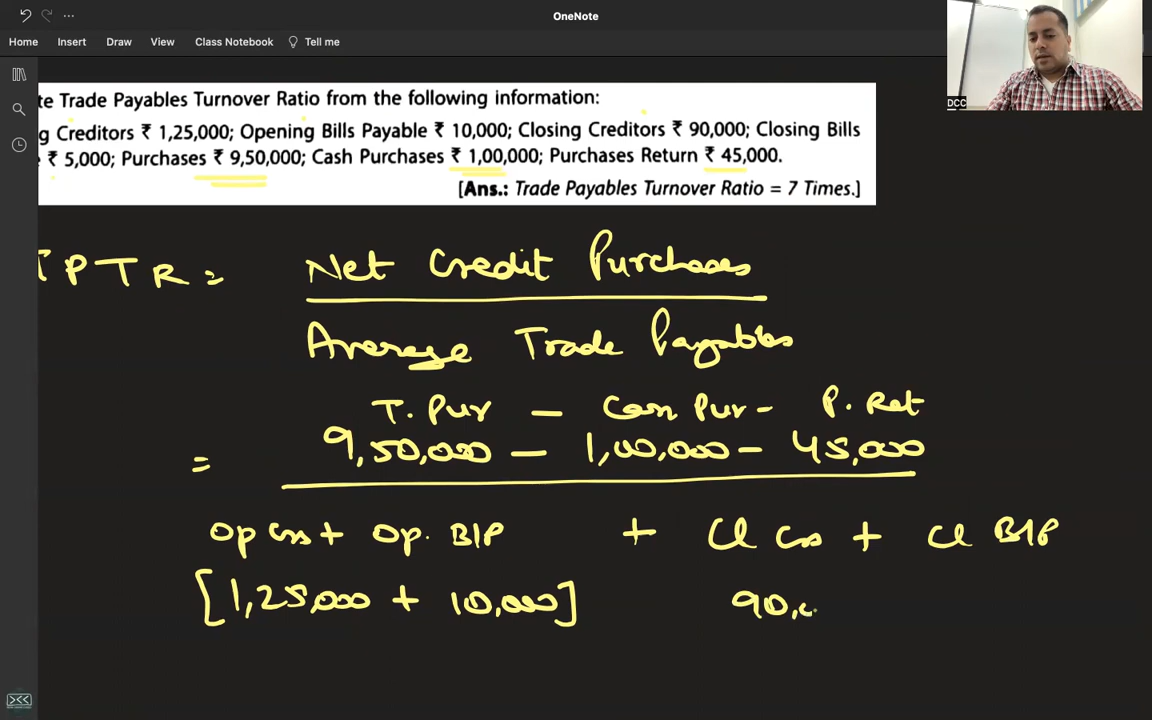 OneNote
Home Insert Draw View Class Notebook Tell me
te Trade Payables Turnover Ratio from the following information:
g Creditors ₹ 1,25,000; Opening Bills Payable ₹ 10,000; Closing Creditors ₹ 90,000; Closing Bills
₹ 5,000; Purchases ₹ 9,50,000; Cash Purchases ₹ 1,00,000; Purchases Return ₹ 45,000.
[Ans.: Trade Payables Turnover Ratio = 7 Times.]
DCC
TPTR = Net Credit Purchases
Average Trade Payables
T. Pur - Cash Pur - P. Ret
= 9,50,000 - 1,00,000 - 45,000
Op Crs + Op. B/P + Cl Crs + Cl B/P
[1,25,000 + 10,000] 90,0